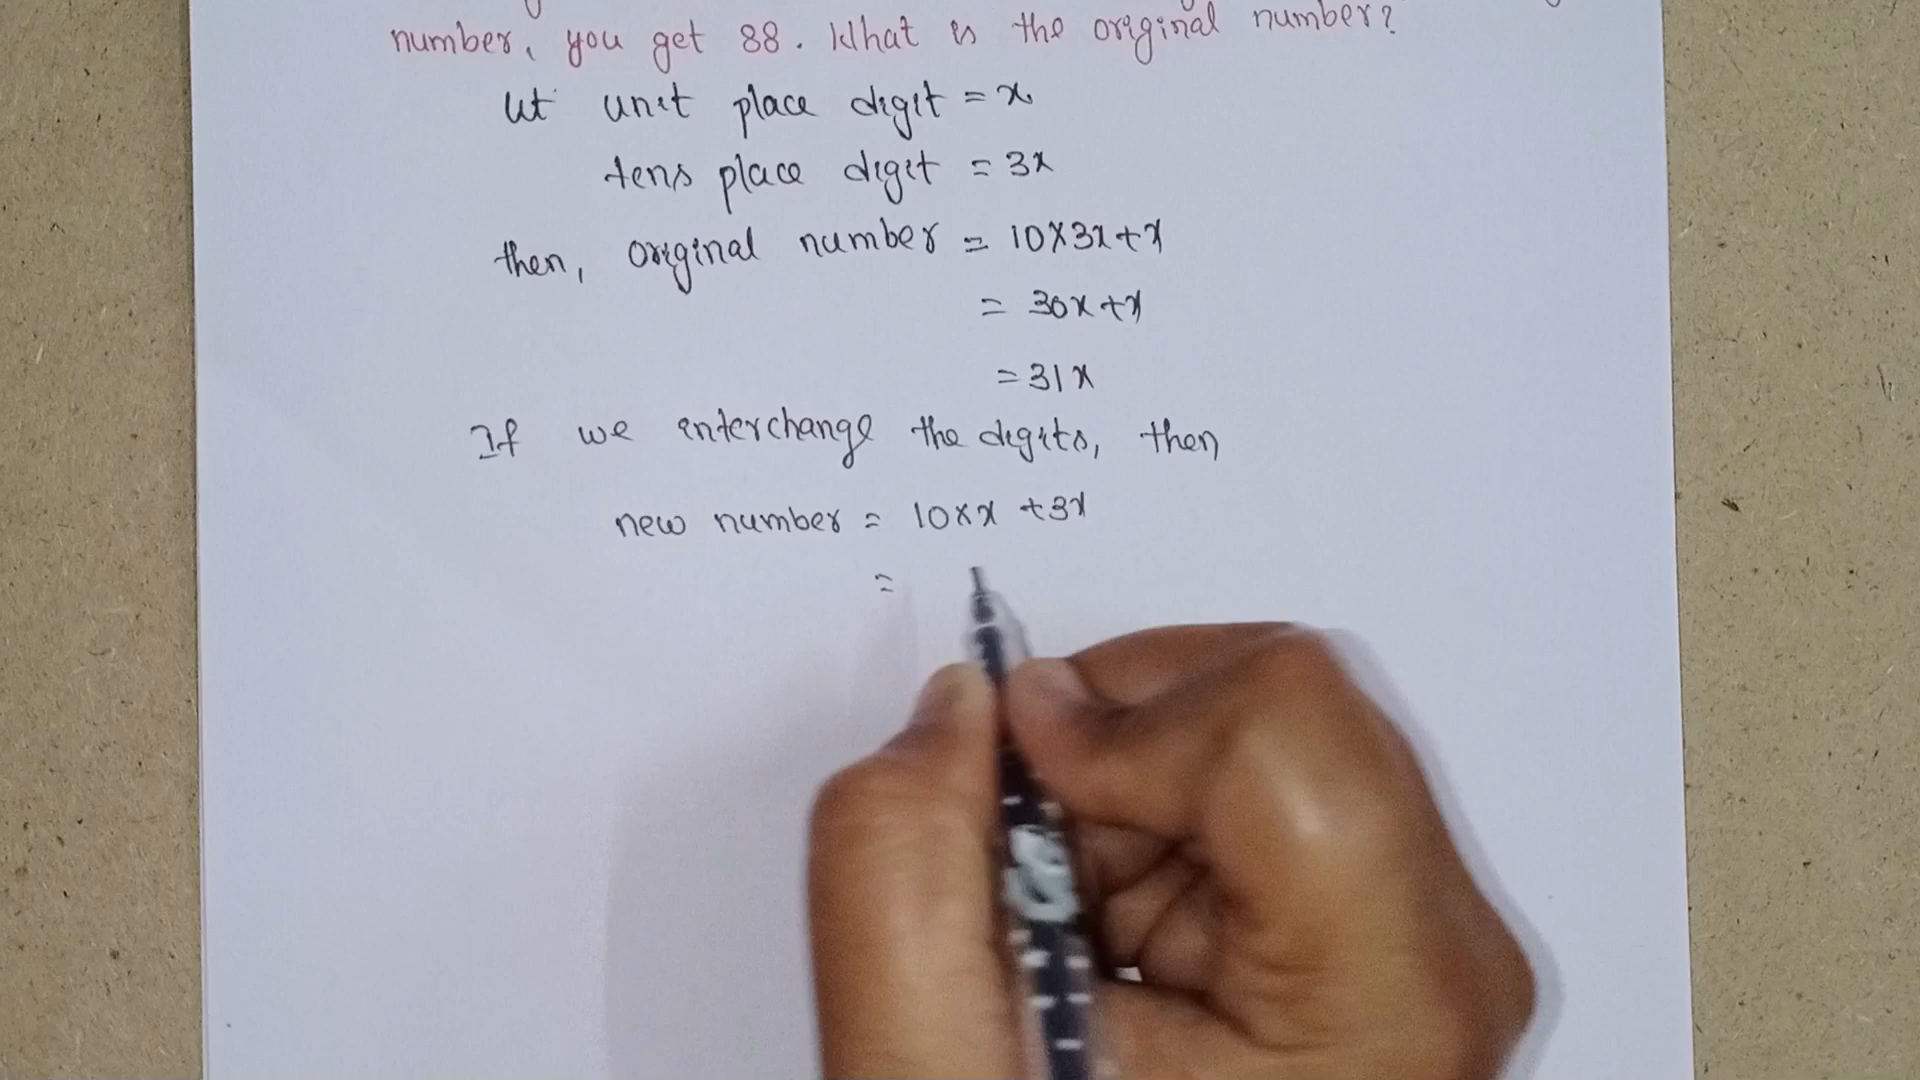 number, you get 88. What is the original number?
Let unit place digit = x
tens place digit = 3x
then, original number = 10×3x+x
= 30x+x
= 31x
If we interchange the digits, then
new number = 10×x +3x
=